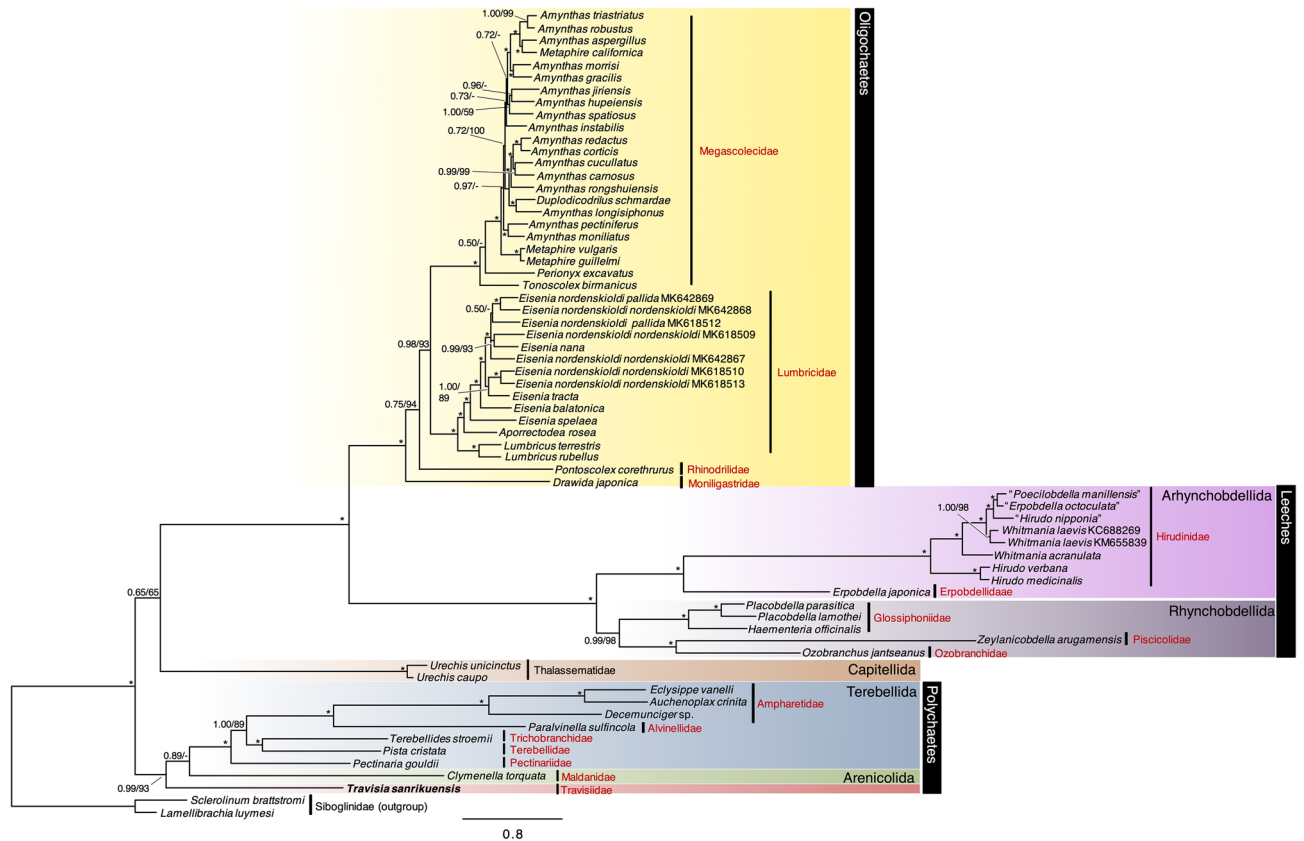 1.00/99
Amynthas triastriatus
Amynthas robustus
0.72/-
Amynthas aspergillus
Metaphire californica
Amynthas morrisi
Amynthas gracilis
0.96/-
Amynthas jiriensis
0.73/-
Amynthas hupeiensis
1.00/59
Amynthas spatiosus
Amynthas instabilis
0.72/100
Amynthas redactus
Amynthas corticis
Megascolecidae
Amynthas cucullatus
0.99/99
Amynthas carnosus
0.97/-
Amynthas rongshuiensis
Duplodicodrilus schmardae
Amynthas longisiphonus
Amynthas pectiniferus
Amynthas moniliatus
0.50/-
Metaphire vulgaris
Metaphire guillelmi
Perionyx excavatus
Tonoscolex birmanicus
Oligochaetes
Eisenia nordenskioldi pallida MK642869
0.50/-
Eisenia nordenskioldi nordenskioldi MK642868
Eisenia nordenskioldi pallida MK618512
Eisenia nordenskioldi nordenskioldi MK618509
0.98/93
0.99/93
Eisenia nana
Eisenia nordenskioldi nordenskioldi MK642867
Eisenia nordenskioldi nordenskioldi MK618510
Lumbricidae
1.00/
89
Eisenia nordenskioldi nordenskioldi MK618513
Eisenia tracta
0.75/94
Eisenia balatonica
Eisenia spelaea
Aporrectodea rosea
Lumbricus terrestris
Lumbricus rubellus
Pontoscolex corethrurus
Rhinodrilidae
Drawida japonica
Moniligastridae
"Poecilobdella manillensis"
Arhynchobdellida
"Erpobdella octoculata"
1.00/98
"Hirudo nipponia"
Whitmania laevis KC688269
Hirudinidae
Whitmania laevis KM655839
Whitmania acranulata
Hirudo verbana
Hirudo medicinalis
Erpobdella japonica
Erpobdellidaae
Leeches
0.65/65
Placobdella parasitica
Rhynchobdellida
Placobdella lamothei
Glossiphoniidae
Haementeria officinalis
0.99/98
Zeylanicobdella arugamensis
Piscicolidae
Ozobranchus jantseanus
Ozobranchidae
Urechis unicinctus
Thalassematidae
Capitellida
Urechis caupo
Eclysippe vanelli
Terebellida
Auchenoplax crinita
Ampharetidae
Decemunciger sp.
1.00/89
Paralvinella sulfincola
Alvinellidae
Terebellides stroemii
Trichobranchidae
Pista cristata
Terebellidae
0.89/-
Pectinaria gouldii
Pectinariidae
Clymenella torquata
Maldanidae
Arenicolida
0.99/93
Travisia sanrikuensis
Travisiidae
Polychaetes
Sclerolinum brattstromi
Siboglinidae (outgroup)
Lamellibrachia luymesi
0.8